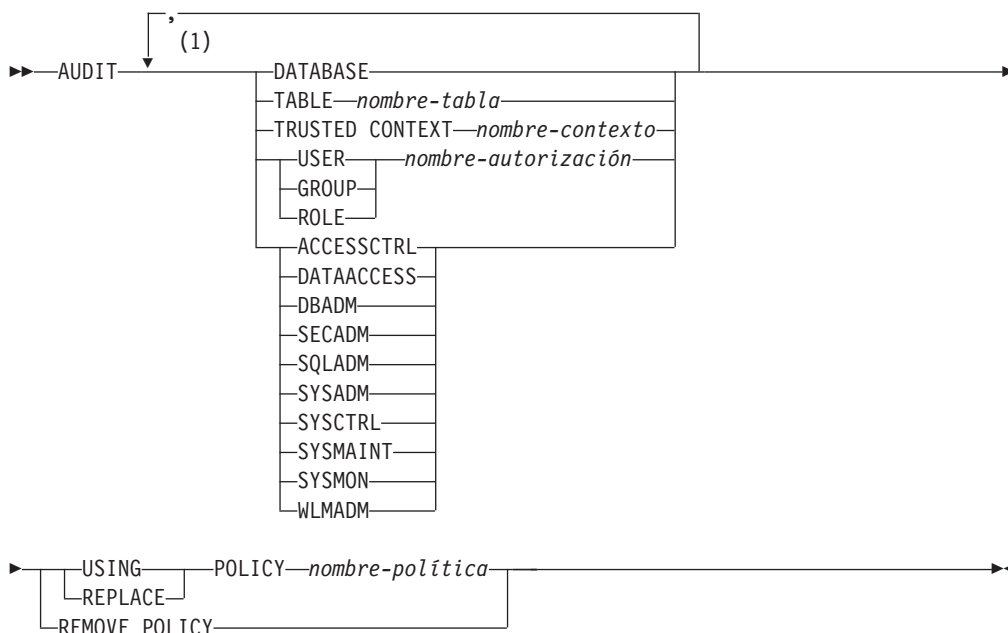 ,
(1)
AUDIT DATABASE
TABLE nombre-tabla
TRUSTED CONTEXT nombre-contexto
USER nombre-autorización
GROUP
ROLE
ACCESSCTRL
DATAACCESS
DBADM
SECADM
SQLADM
SYSADM
SYSCTRL
SYSMAINT
SYSMON
WLMADM
USING POLICY nombre-política
REPLACE
REMOVE POLICY